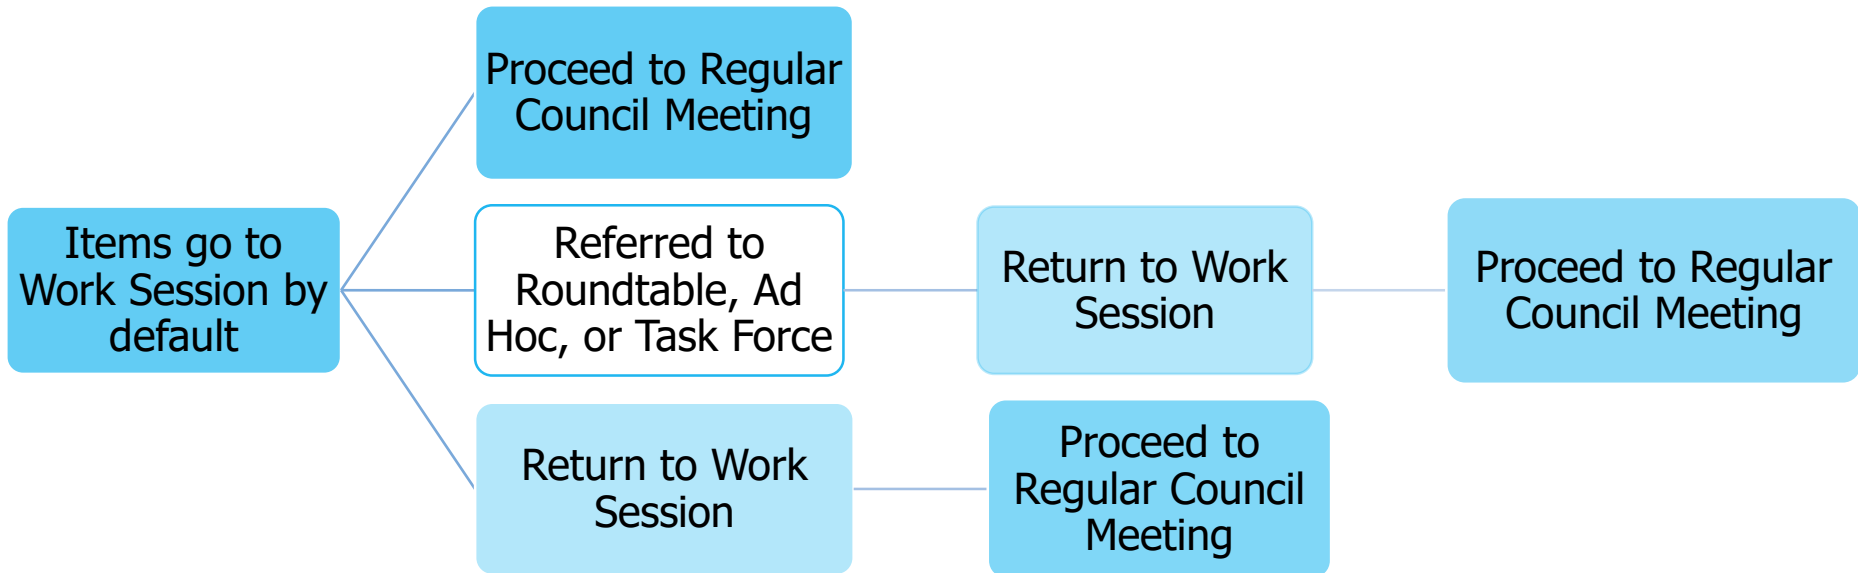 Items go to
Work Session by
default
Proceed to Regular
Council Meeting
Referred to
Roundtable, Ad
Hoc, or Task Force
Return to Work
Session
Proceed to Regular
Council Meeting
Return to Work
Session
Proceed to
Regular Council
Meeting